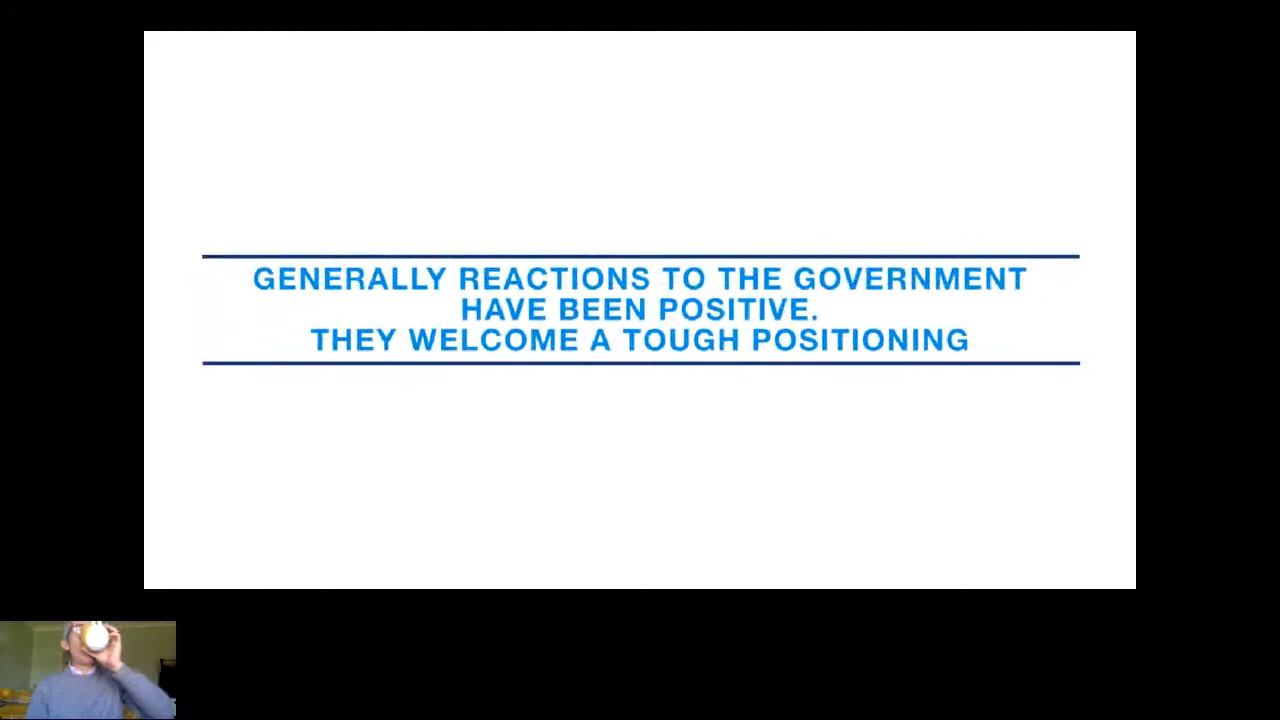 GENERALLY REACTIONS TO THE GOVERNMENT
HAVE BEEN POSITIVE.
THEY WELCOME A TOUGH POSITIONING